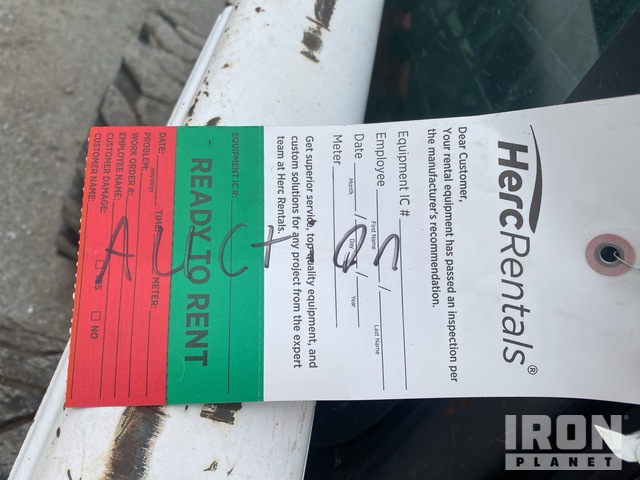 HercRentals®
Dear Customer,
Your rental equipment has passed an inspection per
the manufacturer's recommendation.
Equipment IC #
Employee / 
First Name Last Name
Date / /
Month Day Year
Meter
Get superior service, top-quality equipment, and
custom solutions for any project from the expert
team at Herc Rentals.
EQUIPMENT IC #:
READY TO RENT
DATE: TIME: METER:
PROBLEM:
WORK ORDER #:
EMPLOYEE NAME:
CUSTOMER DAMAGE: YES NO
CUSTOMER NAME:
IRON
PLANET